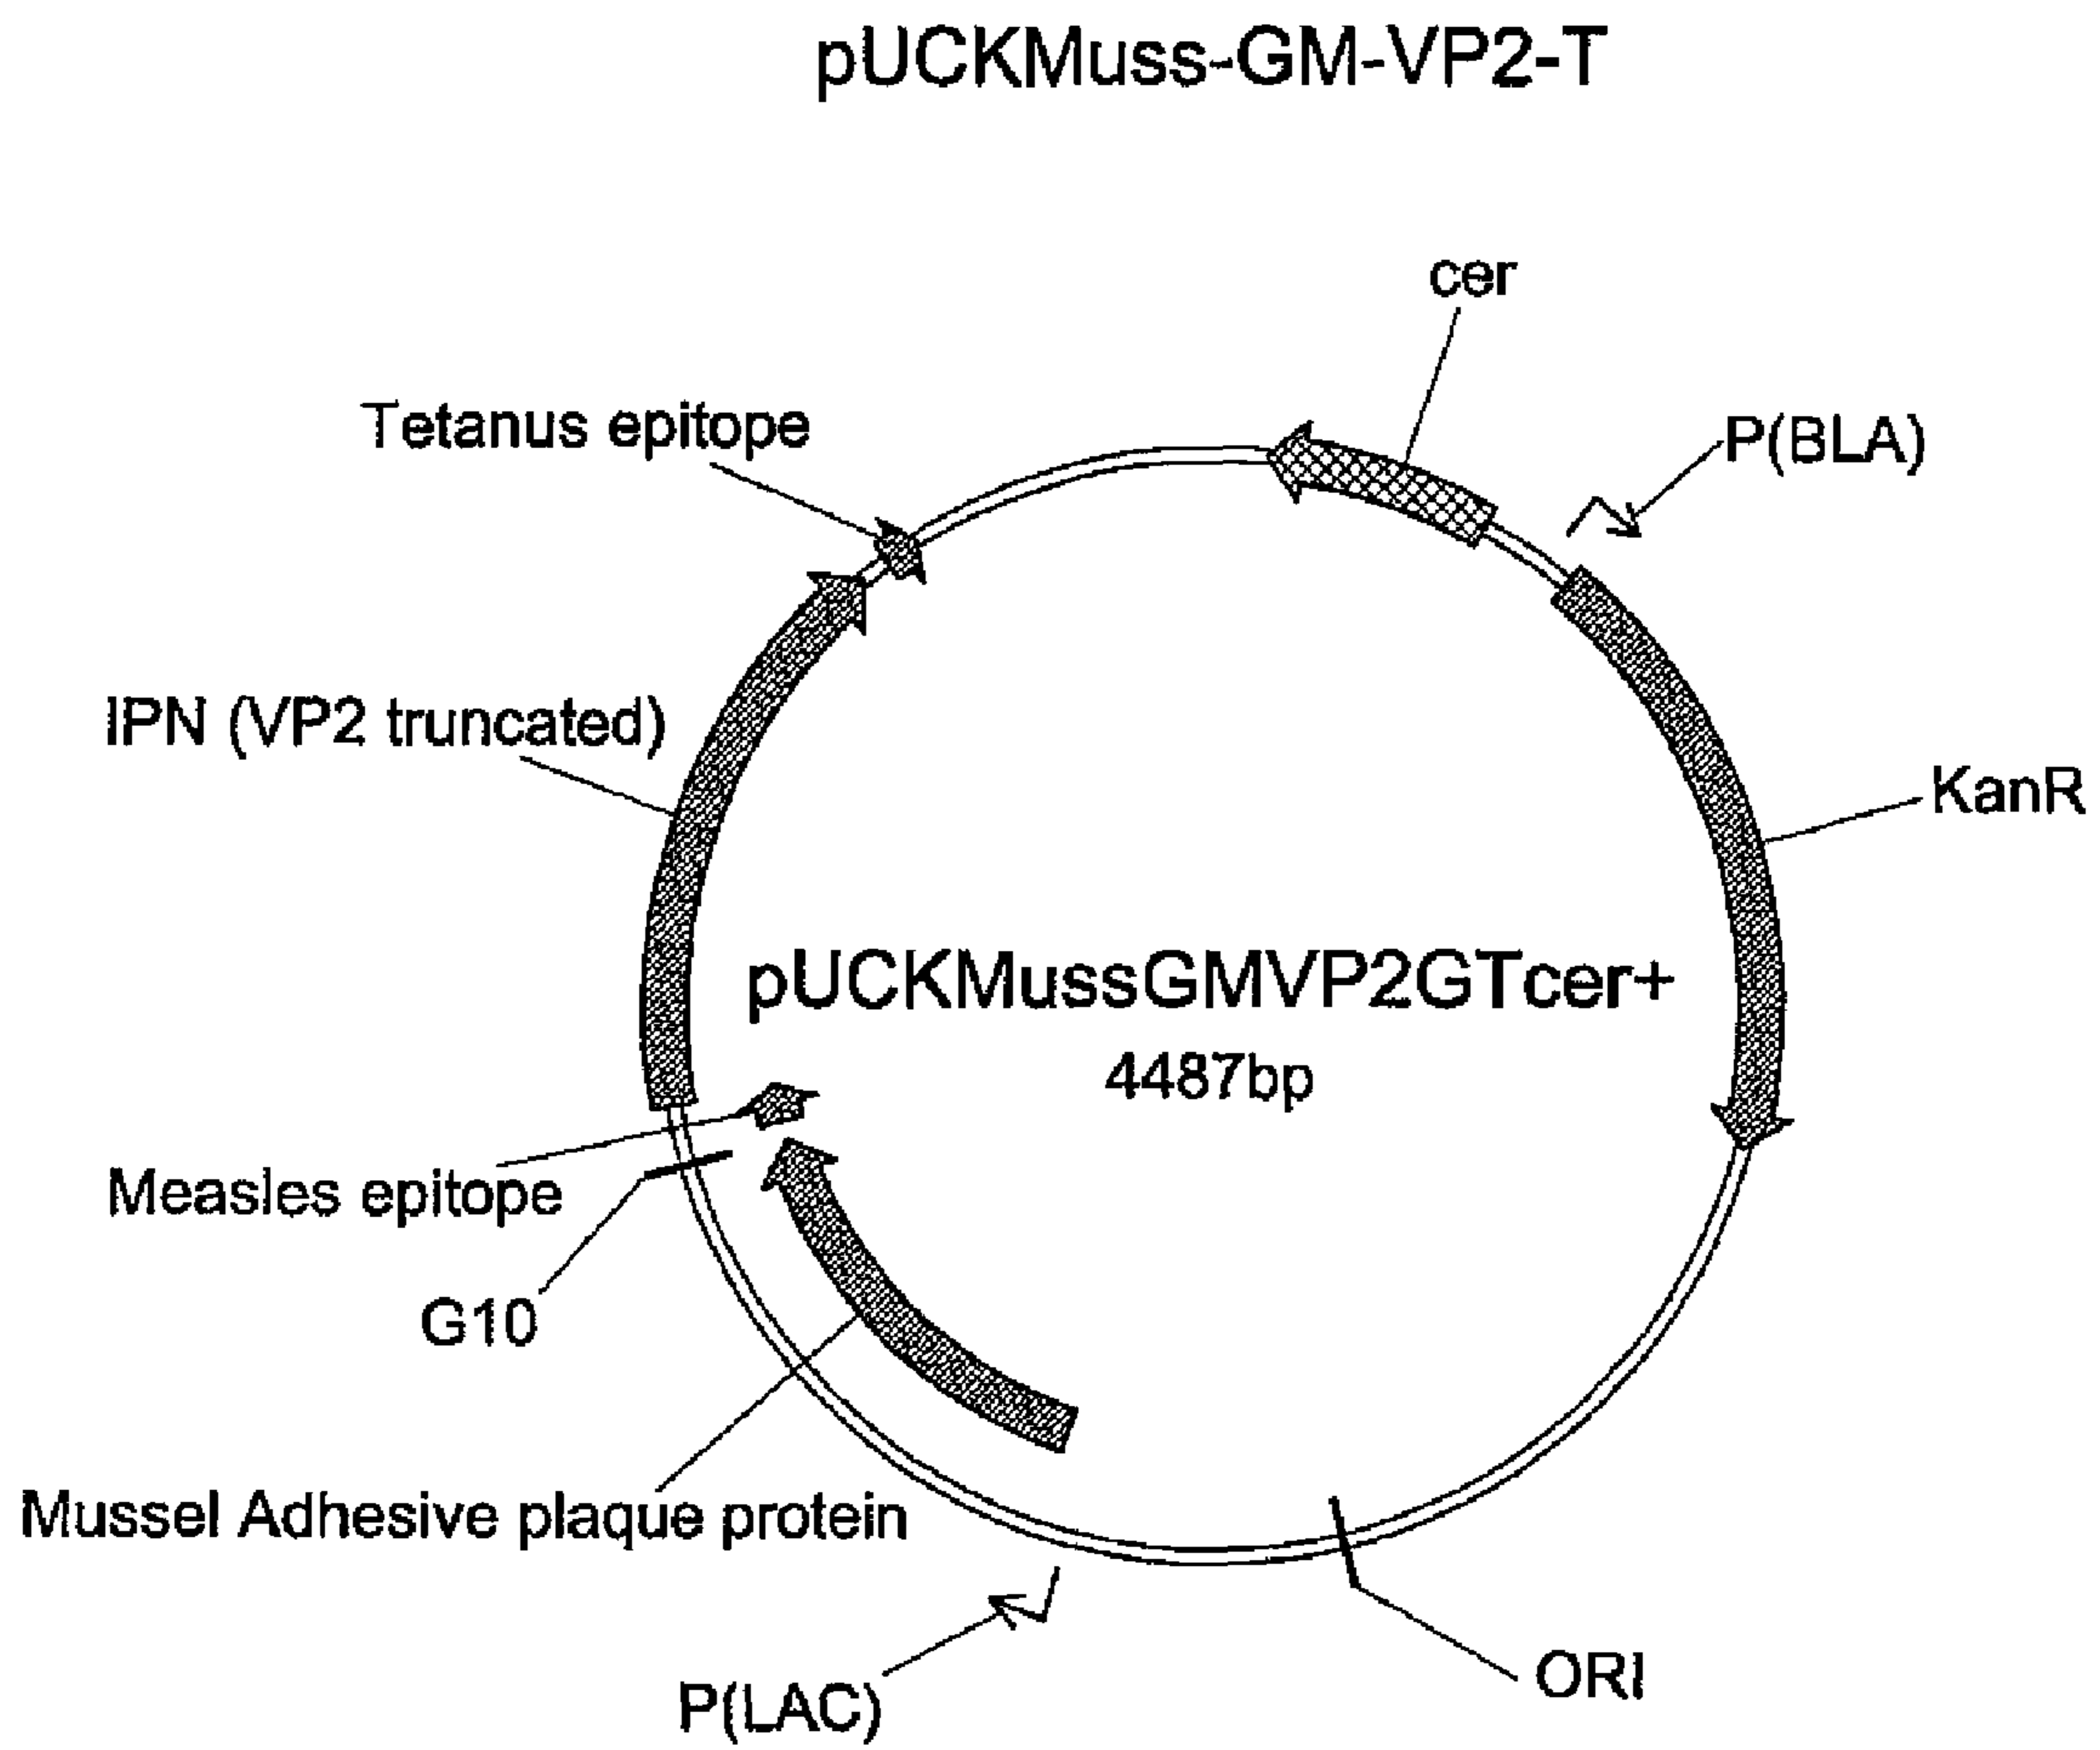 pUCKMuss-GM-VP2-T
cer
P(BLA)
Tetanus epitope
IPN (VP2 truncated)
KanR
pUCKMussGMVP2GTcer+
4487bp
Measles epitope
G10
Mussel Adhesive plaque protein
P(LAC)
ORI